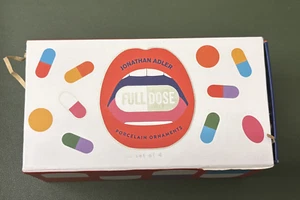 JONATHAN ADLER
FULL DOSE
PORCELAIN ORNAMENTS
set of 4